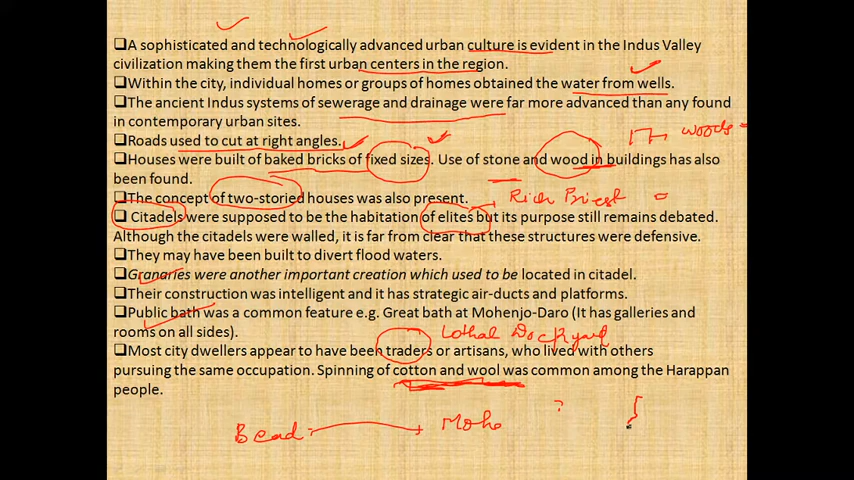 ❑A sophisticated and technologically advanced urban culture is evident in the Indus Valley
civilization making them the first urban centers in the region.
❑Within the city, individual homes or groups of homes obtained the water from wells.
❑The ancient Indus systems of sewerage and drainage were far more advanced than any found
in contemporary urban sites.
woods
❑Roads used to cut at right angles.
❑Houses were built of baked bricks of fixed sizes. Use of stone and wood in buildings has also
been found.
❑The concept of two-storied houses was also present. Rich Priest
❑ Citadels were supposed to be the habitation of elites but its purpose still remains debated.
Although the citadels were walled, it is far from clear that these structures were defensive.
❑They may have been built to divert flood waters.
❑Granaries were another important creation which used to be located in citadel.
❑Their construction was intelligent and it has strategic air-ducts and platforms.
❑Public bath was a common feature e.g. Great bath at Mohenjo-Daro (It has galleries and
rooms on all sides).
Lothal Dockyard
❑Most city dwellers appear to have been traders or artisans, who lived with others
pursuing the same occupation. Spinning of cotton and wool was common among the Harappan
people.
Bead Mohe